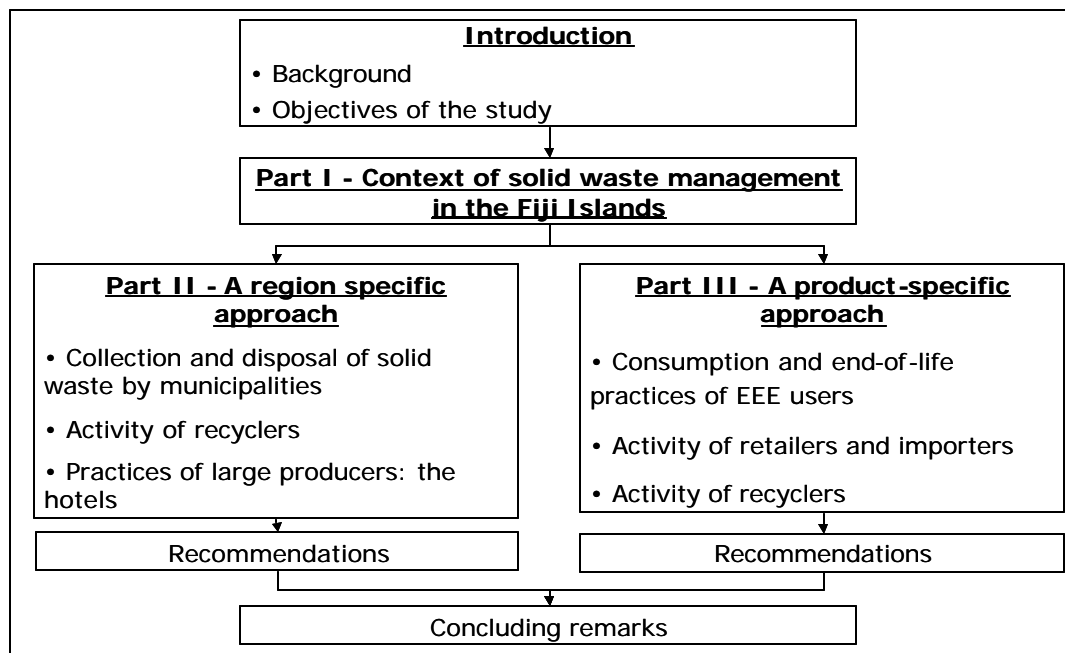 Introduction
• Background
• Objectives of the study
Part I - Context of solid waste management
in the Fiji Islands
Part II - A region specific
approach
• Collection and disposal of solid
waste by municipalities
• Activity of recyclers
• Practices of large producers: the
hotels
Part III - A product-specific
approach
• Consumption and end-of-life
practices of EEE users
• Activity of retailers and importers
• Activity of recyclers
Recommendations
Recommendations
Concluding remarks